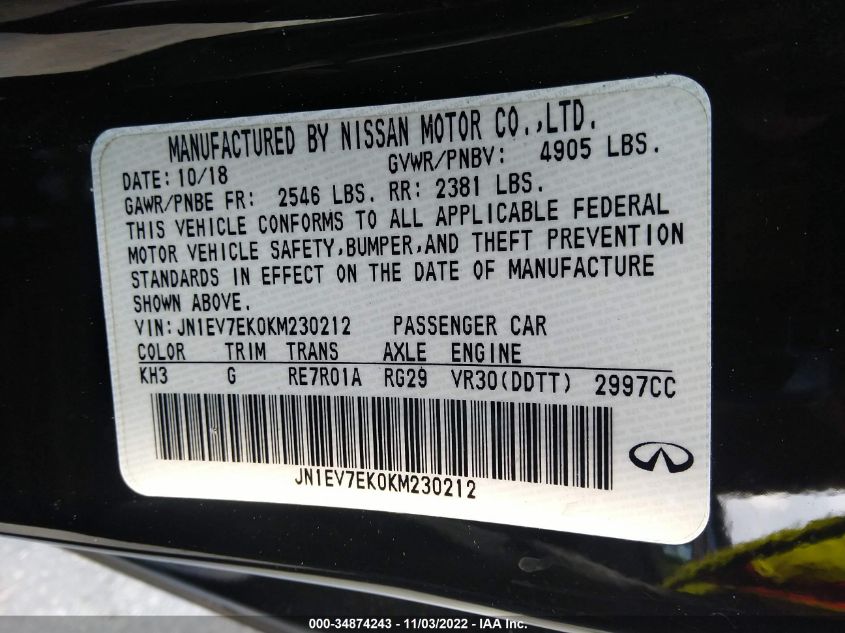 MANUFACTURED BY NISSAN MOTOR CO.,LTD.
DATE: 10/18 GVWR/PNBV: 4905 LBS.
GAWR/PNBE FR: 2546 LBS. RR: 2381 LBS.
THIS VEHICLE CONFORMS TO ALL APPLICABLE FEDERAL
MOTOR VEHICLE SAFETY,BUMPER,AND THEFT PREVENTION
STANDARDS IN EFFECT ON THE DATE OF MANUFACTURE
SHOWN ABOVE.
VIN:JN1EV7EK0KM230212 PASSENGER CAR
COLOR TRIM TRANS AXLE ENGINE
KH3 G RE7R01A RG29 VR30(DDTT) 2997CC
JN1EV7EK0KM230212
000-34874243 - 11/03/2022 - IAA Inc.